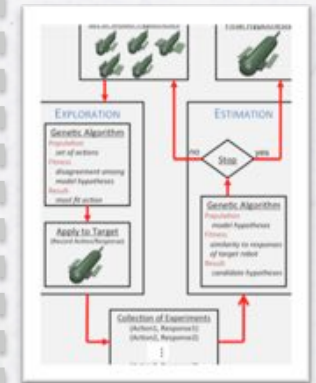 EXPLORATION
Genetic Algorithm
Population
set of actions
Fitness
disagreement among
model hypotheses
Result
most fit action
Apply to Target
(Record Action/Response)
ESTIMATION
no
Stop
yes
Genetic Algorithm
Population
model hypotheses
Fitness
similarity to responses
of target robot
Result
candidate hypotheses
Collection of Experiments
(Action1, Response1)
(Action2, Response2)